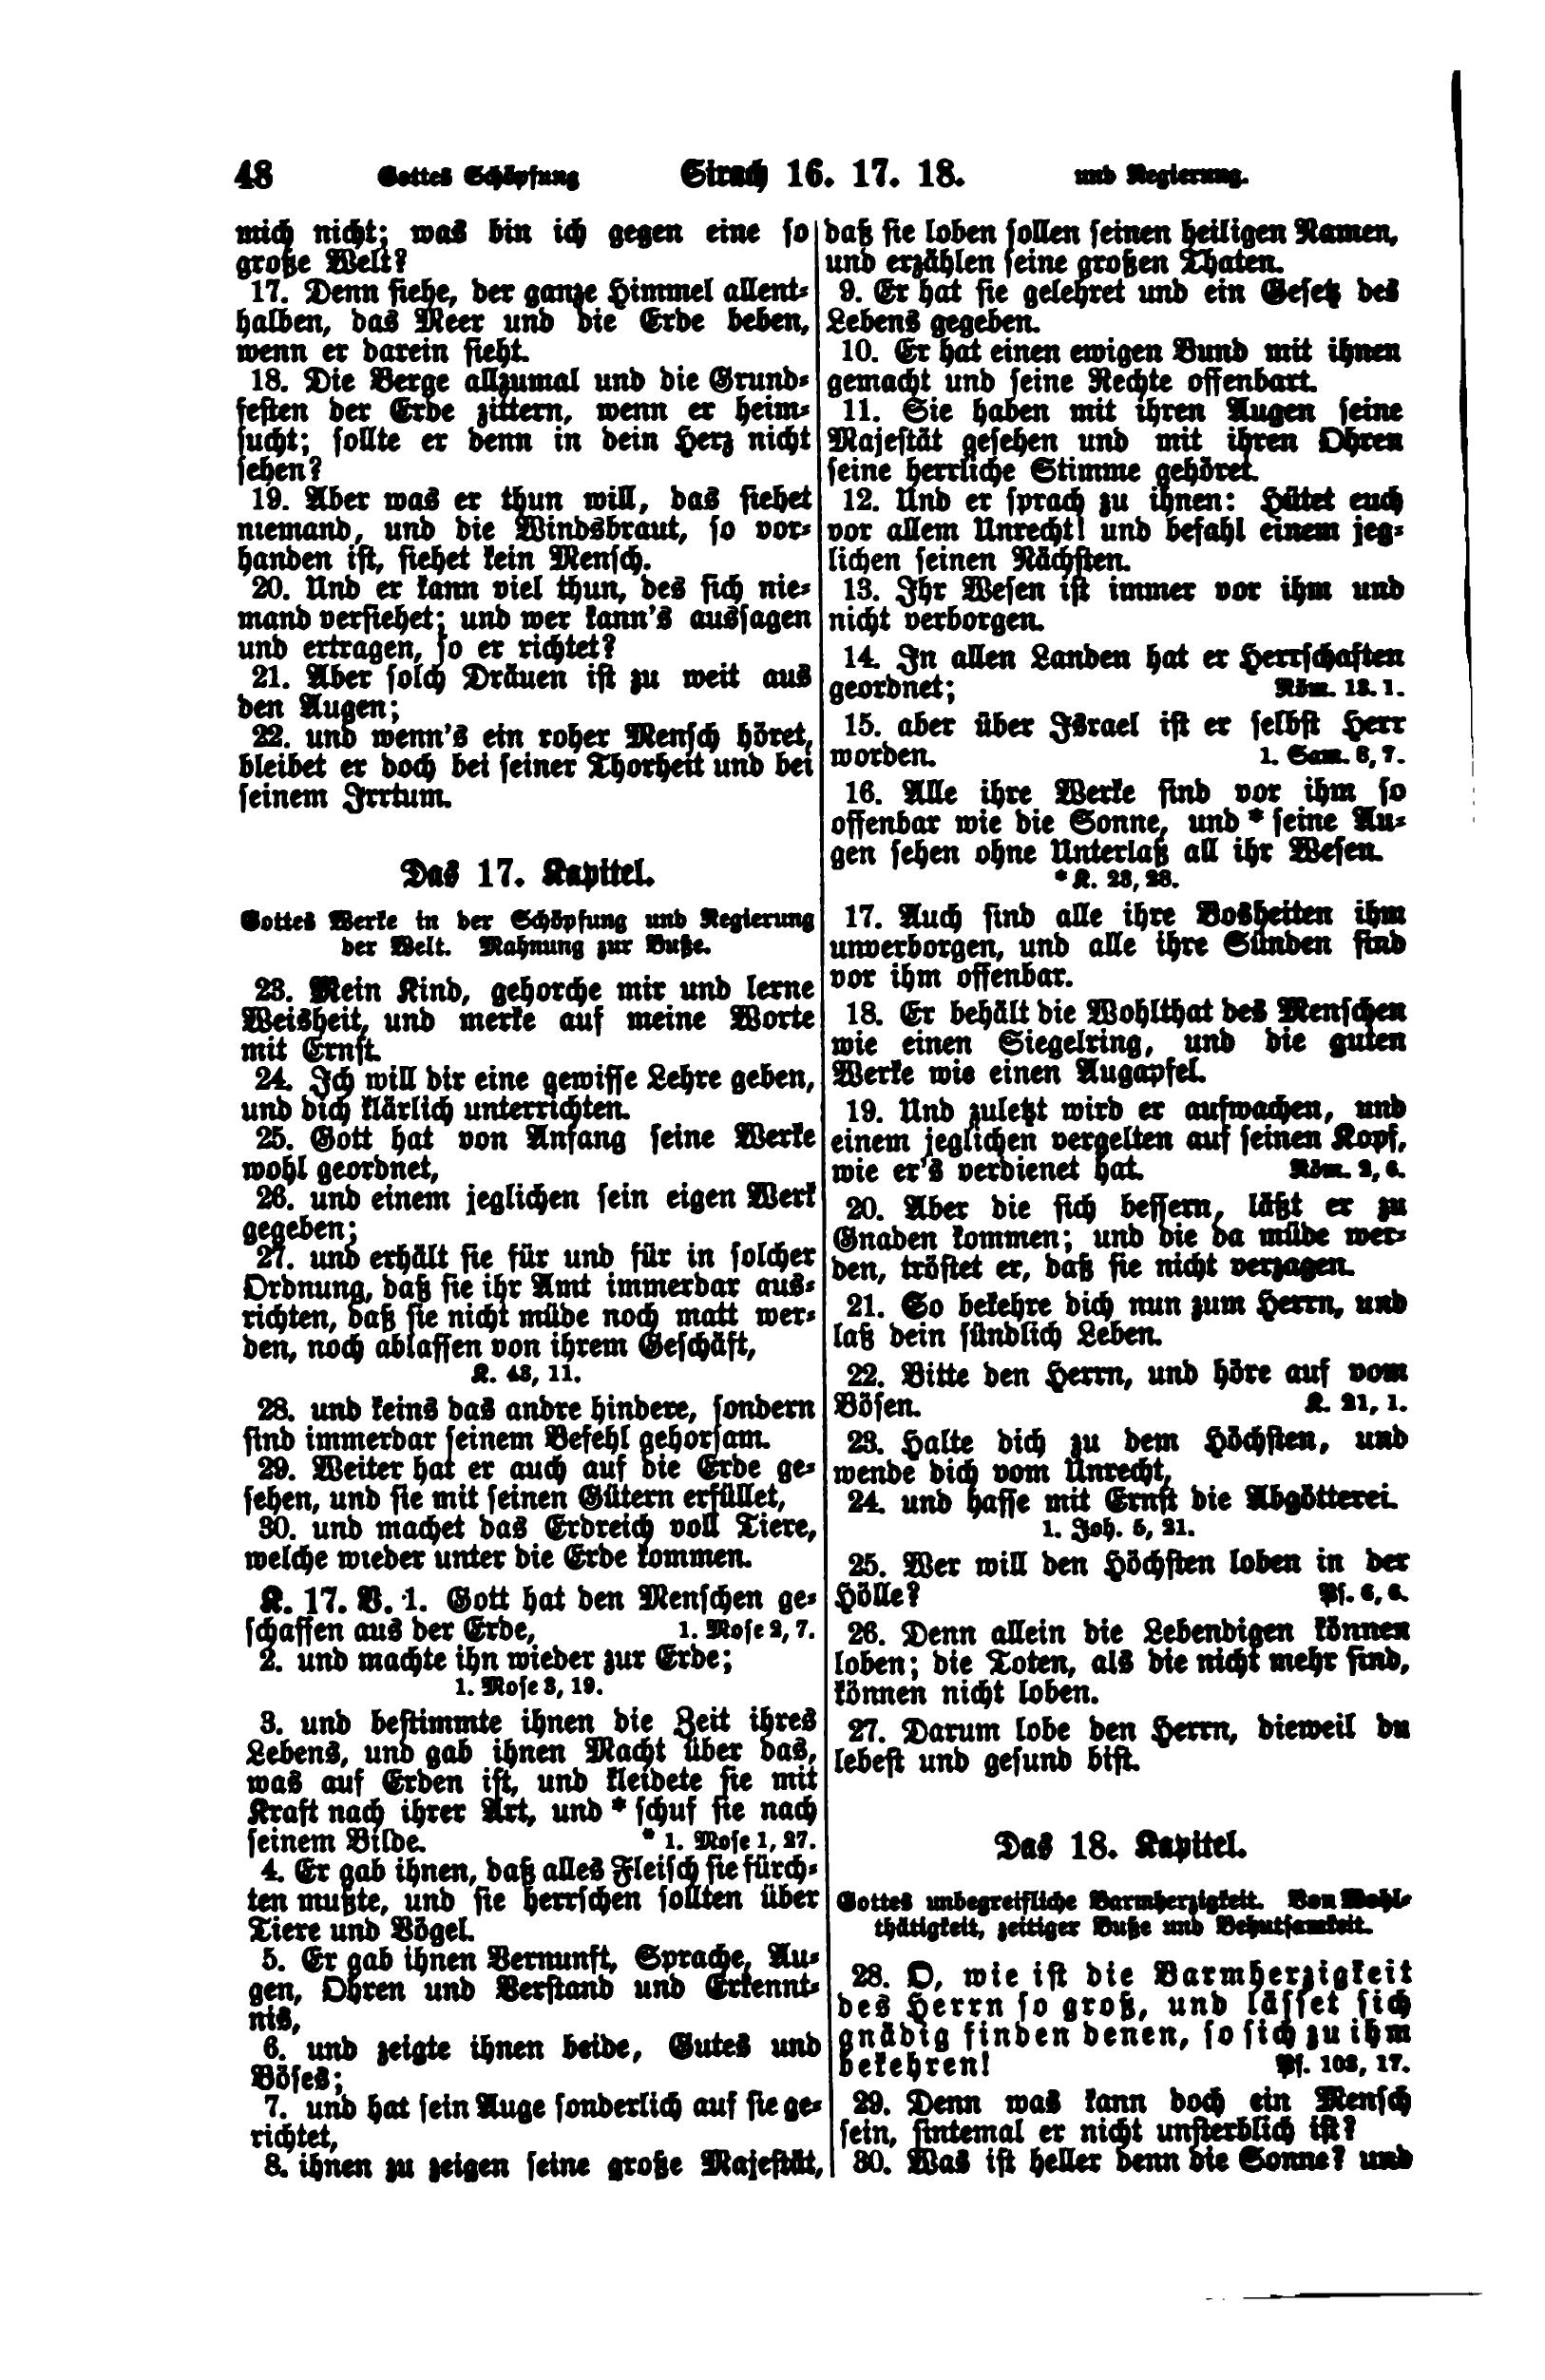 48 Gottes Schöpfung Sirach 16. 17. 18. und Regierung.
mich nicht; was bin ich gegen eine so
große Welt?
17. Denn siehe, der ganze Himmel allent-
halben, das Meer und die Erde beben,
wenn er darein sieht.
18. Die Berge allzumal und die Grund-
festen der Erde zittern, wenn er heim-
sucht; sollte er denn in dein Herz nicht
sehen?
19. Aber was er thun will, das siehet
niemand, und die Windsbraut, so vor-
handen ist, siehet kein Mensch.
20. Und er kann viel thun, des sich nie-
mand versiehet; und wer kann's aussagen
und ertragen, so er richtet?
21. Aber solch Dräuen ist zu weit aus
den Augen;
22. und wenn's ein roher Mensch höret,
bleibet er doch bei seiner Thorheit und bei
seinem Irrtum.
Das 17. Kapitel.
Gottes Werke in der Schöpfung und Regierung
der Welt. Mahnung zur Buße.
23. Mein Kind, gehorche mir und lerne
Weisheit, und merke auf meine Worte
mit Ernst.
24. Ich will dir eine gewisse Lehre geben,
und dich klärlich unterrichten.
25. Gott hat von Anfang seine Werke
wohl geordnet,
26. und einem jeglichen sein eigen Werk
gegeben;
27. und erhält sie für und für in solcher
Ordnung, daß sie ihr Amt immerdar aus-
richten, daß sie nicht müde noch matt wer-
den, noch ablassen von ihrem Geschäft,
K. 43, 11.
28. und keins das andre hindere, sondern
sind immerdar seinem Befehl gehorsam.
29. Weiter hat er auch auf die Erde ge-
sehen, und sie mit seinen Gütern erfüllet,
30. und machet das Erdreich voll Tiere,
welche wieder unter die Erde kommen.
K. 17. V. 1. Gott hat den Menschen ge-
schaffen aus der Erde, 1. Mose 2, 7.
2. und machte ihn wieder zur Erde;
1. Mose 3, 19.
3. und bestimmte ihnen die Zeit ihres
Lebens, und gab ihnen Macht über das,
was auf Erden ist, und kleidete sie mit
Kraft nach ihrer Art, und * schuf sie nach
seinem Bilde. * 1. Mose 1, 27.
4. Er gab ihnen, daß alles Fleisch sie fürch-
ten mußte, und sie herrschen sollten über
Tiere und Vögel.
5. Er gab ihnen Vernunft, Sprache, Au-
gen, Ohren und Verstand und Erkennt-
nis,
6. und zeigte ihnen beide, Gutes und
Böses;
7. und hat sein Auge sonderlich auf sie ge-
richtet,
8. ihnen zu zeigen seine große Majestät,
daß sie loben sollen seinen heiligen Namen,
und erzählen seine großen Thaten.
9. Er hat sie gelehret und ein Gesetz des
Lebens gegeben.
10. Er hat einen ewigen Bund mit ihnen
gemacht und seine Rechte offenbart.
11. Sie haben mit ihren Augen seine
Majestät gesehen und mit ihren Ohren
seine herrliche Stimme gehöret.
12. Und er sprach zu ihnen: Hütet euch
vor allem Unrecht! und befahl einem jeg-
lichen seinen Nächsten.
13. Ihr Wesen ist immer vor ihm und
nicht verborgen.
14. In allen Landen hat er Herrschaften
geordnet; Röm. 13. 1.
15. aber über Israel ist er selbst Herr
worden. 1. Sam. 8, 7.
16. Alle ihre Werke sind vor ihm so
offenbar wie die Sonne, und * seine Au-
gen sehen ohne Unterlaß all ihr Wesen.
* K. 23, 28.
17. Auch sind alle ihre Bosheiten ihm
unverborgen, und alle ihre Sünden sind
vor ihm offenbar.
18. Er behält die Wohlthat des Menschen
wie einen Siegelring, und die guten
Werke wie einen Augapfel.
19. Und zuletzt wird er aufwachen, und
einem jeglichen vergelten auf seinen Kopf,
wie er's verdienet hat. Röm. 2, 6.
20. Aber die sich bessern, läßt er zu
Gnaden kommen; und die da müde wer-
den, tröstet er, daß sie nicht verzagen.
21. So bekehre dich nun zum Herrn, und
laß dein sündlich Leben.
22. Bitte den Herrn, und höre auf vom
Bösen. K. 21, 1.
23. Halte dich zu dem Höchsten, und
wende dich vom Unrecht,
24. und hasse mit Ernst die Abgötterei.
1. Joh. 5, 21.
25. Wer will den Höchsten loben in der
Hölle? Ps. 6, 6.
26. Denn allein die Lebendigen können
loben; die Toten, als die nicht mehr sind,
können nicht loben.
27. Darum lobe den Herrn, dieweil du
lebest und gesund bist.
Das 18. Kapitel.
Gottes unbegreifliche Barmherzigkeit. Von Wohl-
thätigkeit, zeitiger Buße und Behutsamkeit.
28. O, wie ist die Barmherzigkeit
des Herrn so groß, und lässet sich
gnädig finden denen, so sich zu ihm
bekehren! Ps. 103, 17.
29. Denn was kann doch ein Mensch
sein, sintemal er nicht unsterblich ist?
30. Was ist heller denn die Sonne? und